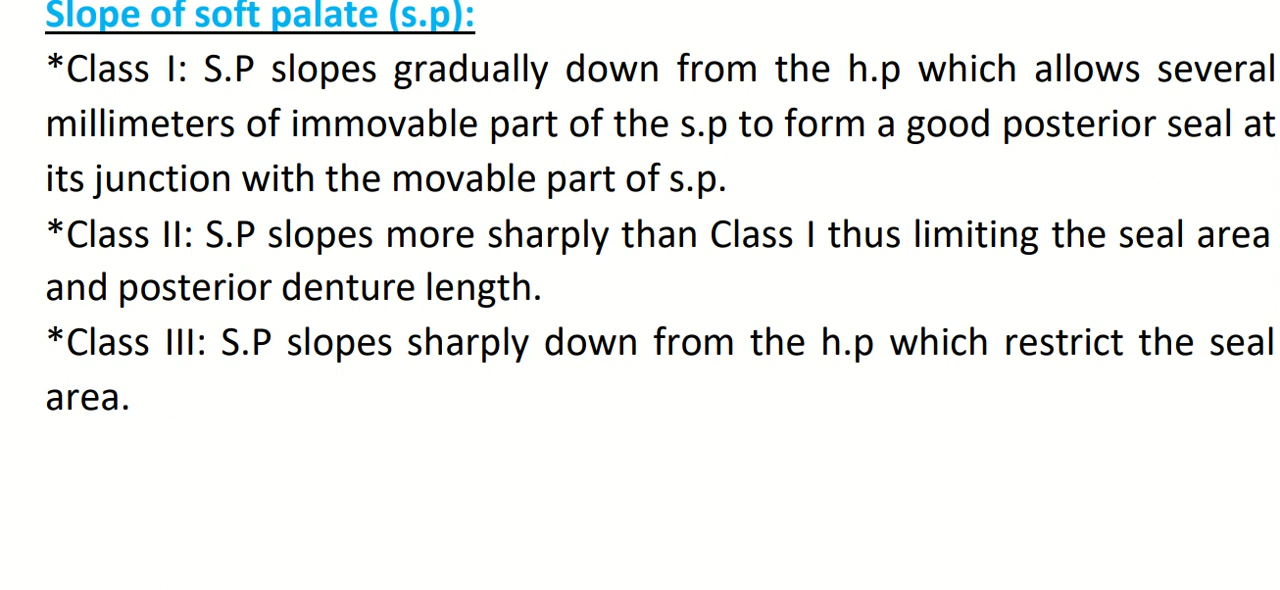 Slope of soft palate (s.p):
*Class I: S.P slopes gradually down from the h.p which allows several
millimeters of immovable part of the s.p to form a good posterior seal at
its junction with the movable part of s.p.
*Class II: S.P slopes more sharply than Class I thus limiting the seal area
and posterior denture length.
*Class III: S.P slopes sharply down from the h.p which restrict the seal
area.